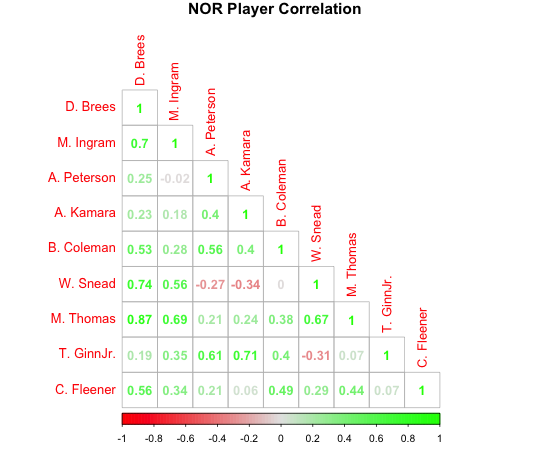 NOR Player Correlation
D. Brees
M. Ingram
A. Peterson
A. Kamara
B. Coleman
W. Snead
M. Thomas
T. GinnJr.
C. Fleener
D. Brees 1
M. Ingram 0.7 1
A. Peterson 0.25 -0.02 1
A. Kamara 0.23 0.18 0.4 1
B. Coleman 0.53 0.28 0.56 0.4 1
W. Snead 0.74 0.56 -0.27 -0.34 0 1
M. Thomas 0.87 0.69 0.21 0.24 0.38 0.67 1
T. GinnJr. 0.19 0.35 0.61 0.71 0.4 -0.31 0.07 1
C. Fleener 0.56 0.34 0.21 0.06 0.49 0.29 0.44 0.07 1
-1 -0.8 -0.6 -0.4 -0.2 0 0.2 0.4 0.6 0.8 1